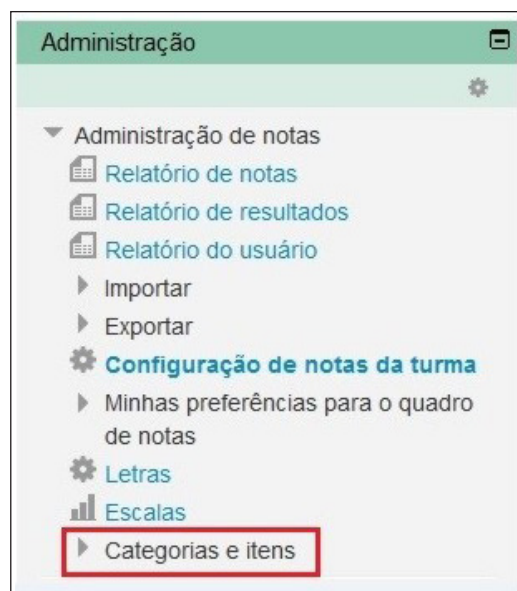 Administração
Administração de notas
Relatório de notas
Relatório de resultados
Relatório do usuário
Importar
Exportar
Configuração de notas da turma
Minhas preferências para o quadro
de notas
Letras
Escalas
Categorias e itens